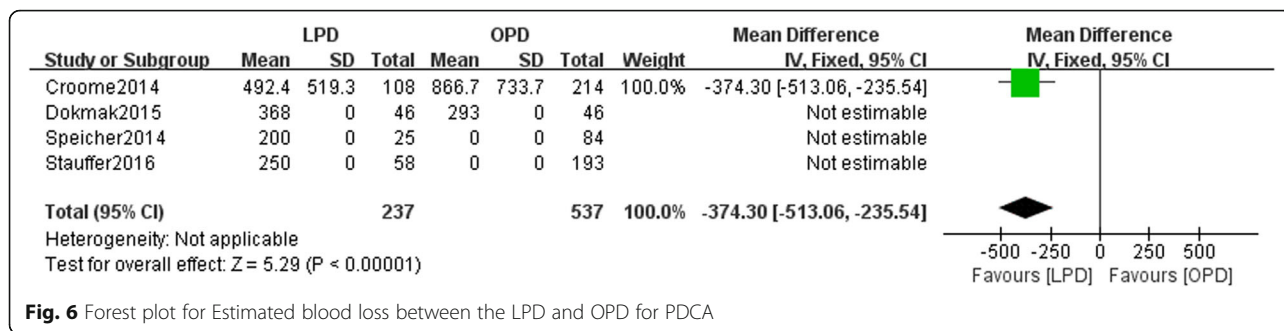 LPD OPD Mean Difference Mean Difference
Study or Subgroup Mean SD Total Mean SD Total Weight IV, Fixed, 95% CI IV, Fixed, 95% CI
Croome2014 492.4 519.3 108 866.7 733.7 214 100.0% -374.30 [-513.06, -235.54]
Dokmak2015 368 0 46 293 0 46 Not estimable
Speicher2014 200 0 25 0 0 84 Not estimable
Stauffer2016 250 0 58 0 0 193 Not estimable
Total (95% CI) 237 537 100.0% -374.30 [-513.06, -235.54]
Heterogeneity: Not applicable
Test for overall effect: Z = 5.29 (P < 0.00001)
-500 -250 0 250 500
Favours [LPD] Favours [OPD]
Fig. 6 Forest plot for Estimated blood loss between the LPD and OPD for PDCA